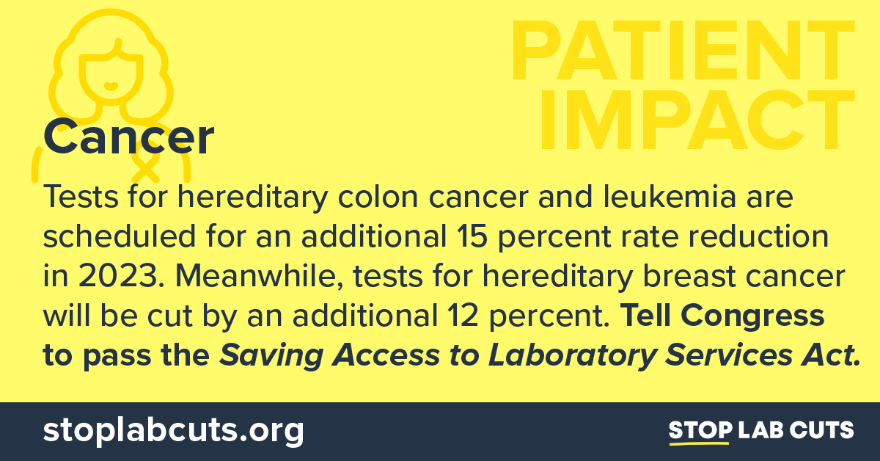 PATIENT
IMPACT
Cancer
Tests for hereditary colon cancer and leukemia are
scheduled for an additional 15 percent rate reduction
in 2023. Meanwhile, tests for hereditary breast cancer
will be cut by an additional 12 percent. Tell Congress
to pass the Saving Access to Laboratory Services Act.
stoplabcuts.org
STOP LAB CUTS